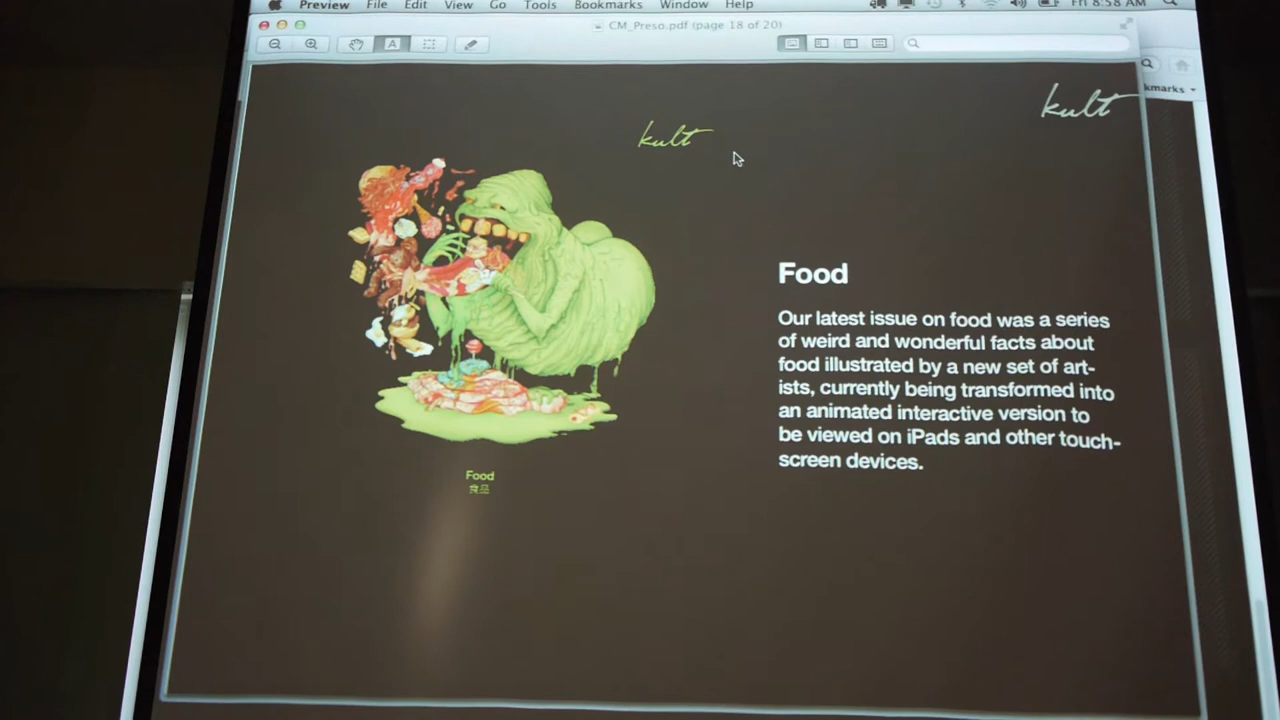 Preview File Edit View Go Tools Bookmarks Window Help Fri 8:58 AM
CM_Preso.pdf (page 18 of 20)
A
kmarks
kult
kult
Food
Our latest issue on food was a series
of weird and wonderful facts about
food illustrated by a new set of art-
ists, currently being transformed into
an animated interactive version to
be viewed on iPads and other touch-
screen devices.
Food
食品